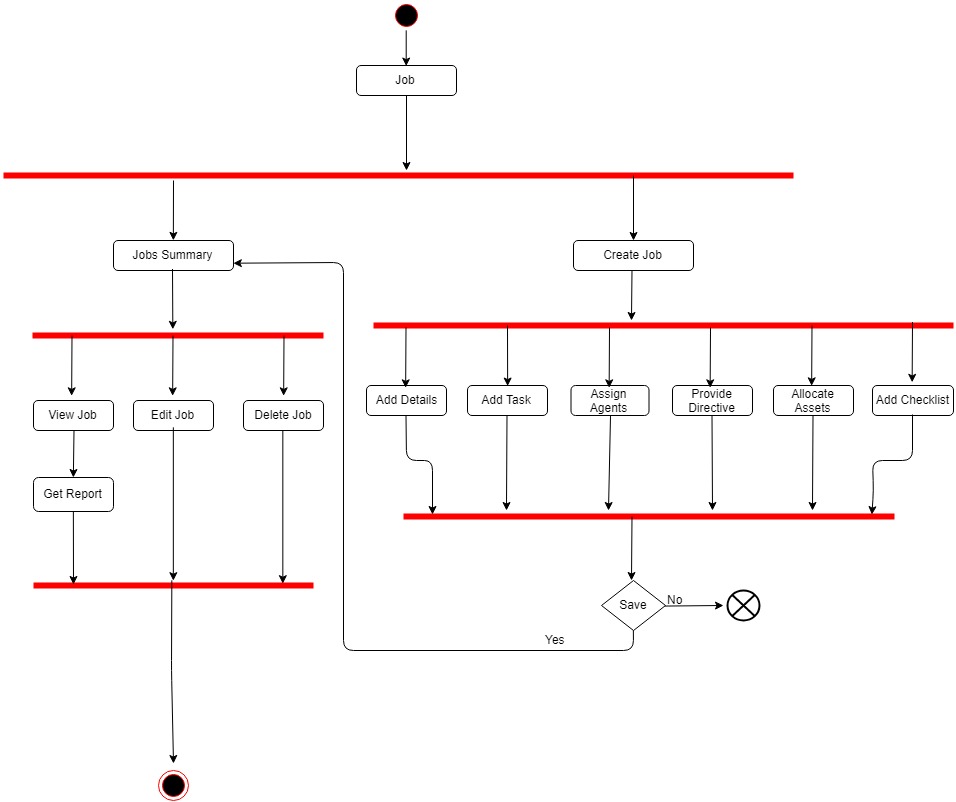 Job
Jobs Summary
Create Job
View Job
Edit Job
Delete Job
Add Details
Add Task
Assign
Agents
Provide
Directive
Allocate
Assets
Add Checklist
Get Report
Save
No
Yes